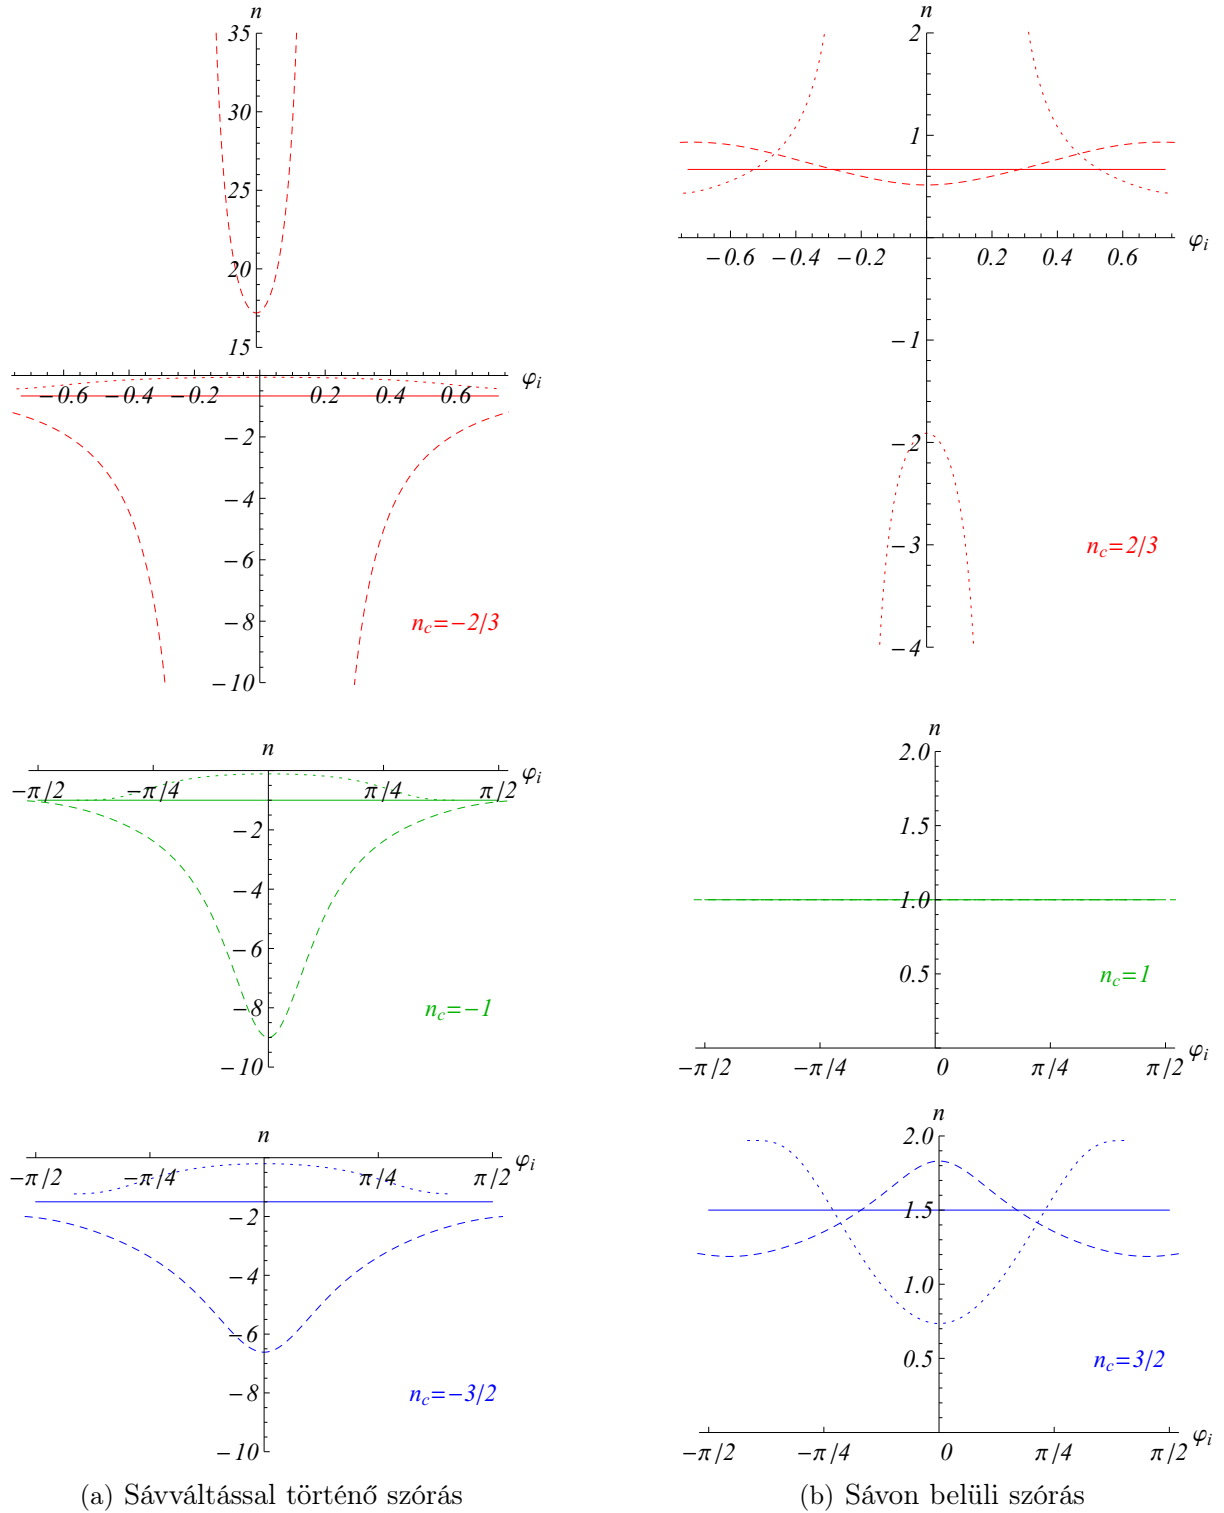 n
35
30
25
20
15
φi
−0.6 −0.4 −0.2 0.2 0.4 0.6
−2
−4
−6
−8
−10
nc=−2/3
n
2
1
φi
−0.6 −0.4 −0.2 0.2 0.4 0.6
−1
−2
−3
−4
nc=2/3
n
φi
−π/2 −π/4 π/4 π/2
−2
−4
−6
−8
−10
nc=−1
n
2.0
1.5
1.0
0.5
nc=1
φi
−π/2 −π/4 0 π/4 π/2
n
φi
−π/2 −π/4 π/4 π/2
−2
−4
−6
−8
−10
nc=−3/2
n
2.0
1.5
1.0
0.5
nc=3/2
φi
−π/2 −π/4 0 π/4 π/2
(a) Sávváltással történő szórás
(b) Sávon belüli szórás